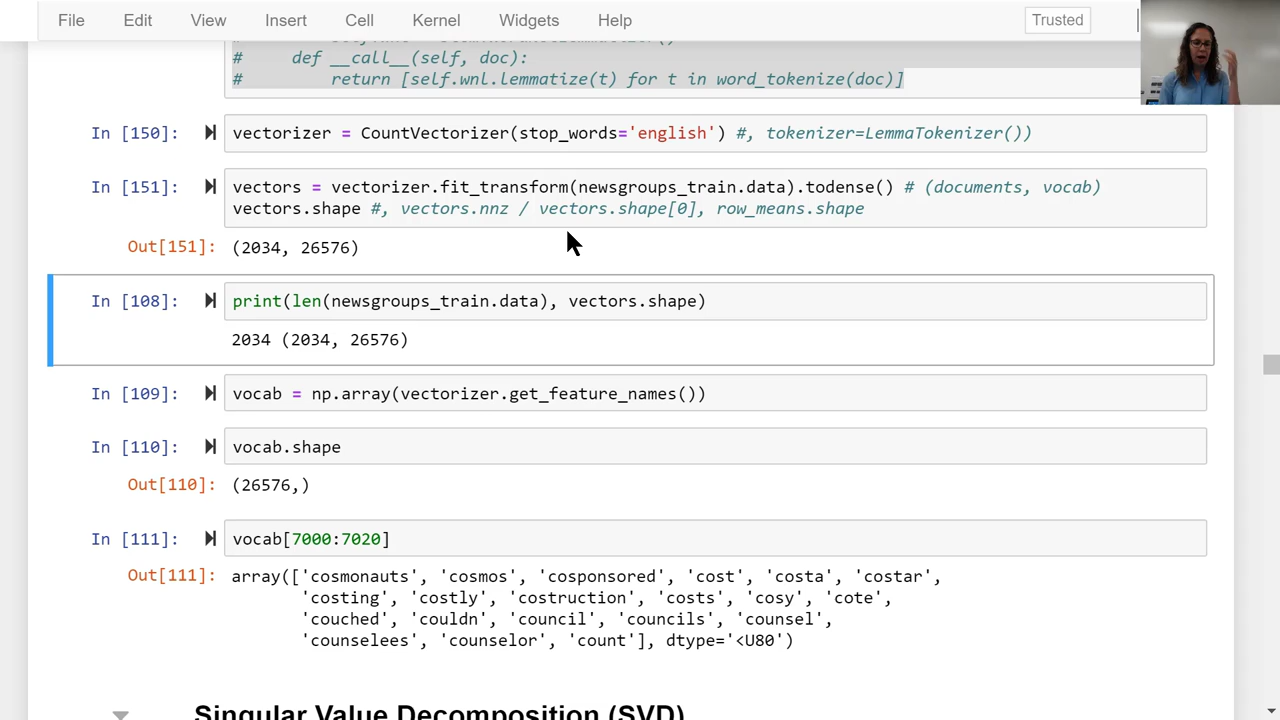 File Edit View Insert Cell Kernel Widgets Help Trusted
# def __call__(self, doc):
# return [self.wnl.lemmatize(t) for t in word_tokenize(doc)]
In [150]: vectorizer = CountVectorizer(stop_words='english') #, tokenizer=LemmaTokenizer())
In [151]: vectors = vectorizer.fit_transform(newsgroups_train.data).todense() # (documents, vocab)
vectors.shape #, vectors.nnz / vectors.shape[0], row_means.shape
Out[151]: (2034, 26576)
In [108]: print(len(newsgroups_train.data), vectors.shape)
2034 (2034, 26576)
In [109]: vocab = np.array(vectorizer.get_feature_names())
In [110]: vocab.shape
Out[110]: (26576,)
In [111]: vocab[7000:7020]
Out[111]: array(['cosmonauts', 'cosmos', 'cosponsored', 'cost', 'costa', 'costar',
'costing', 'costly', 'costruction', 'costs', 'cosy', 'cote',
'couched', 'couldn', 'council', 'councils', 'counsel',
'counselees', 'counselor', 'count'], dtype='<U80')
Singular Value Decomposition (SVD)